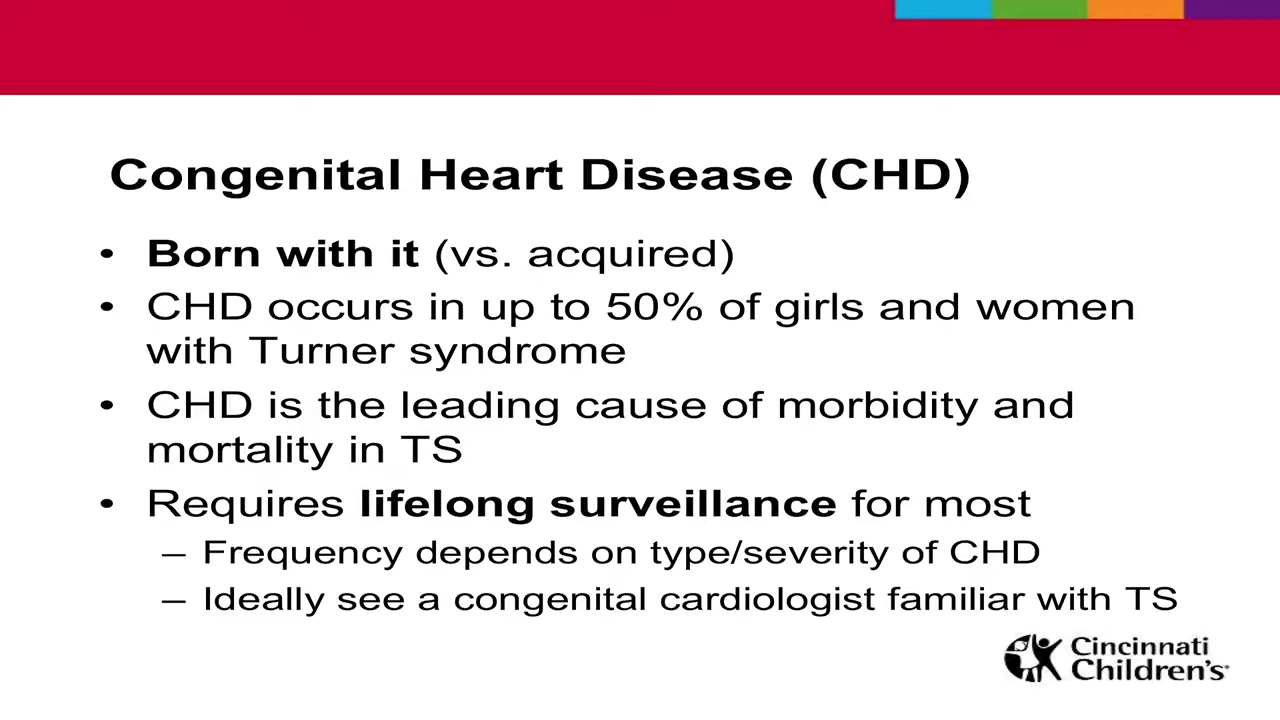 Congenital Heart Disease (CHD)
• Born with it (vs. acquired)
• CHD occurs in up to 50% of girls and women
with Turner syndrome
• CHD is the leading cause of morbidity and
mortality in TS
• Requires lifelong surveillance for most
– Frequency depends on type/severity of CHD
– Ideally see a congenital cardiologist familiar with TS
Cincinnati
Children's